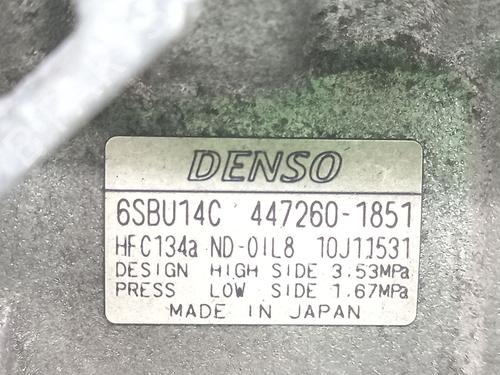 DENSO
6SBU14C 447260-1851
HFC134a ND-OIL8 10J11531
DESIGN HIGH SIDE 3.53MPa
PRESS LOW SIDE 1.67MPa
MADE IN JAPAN